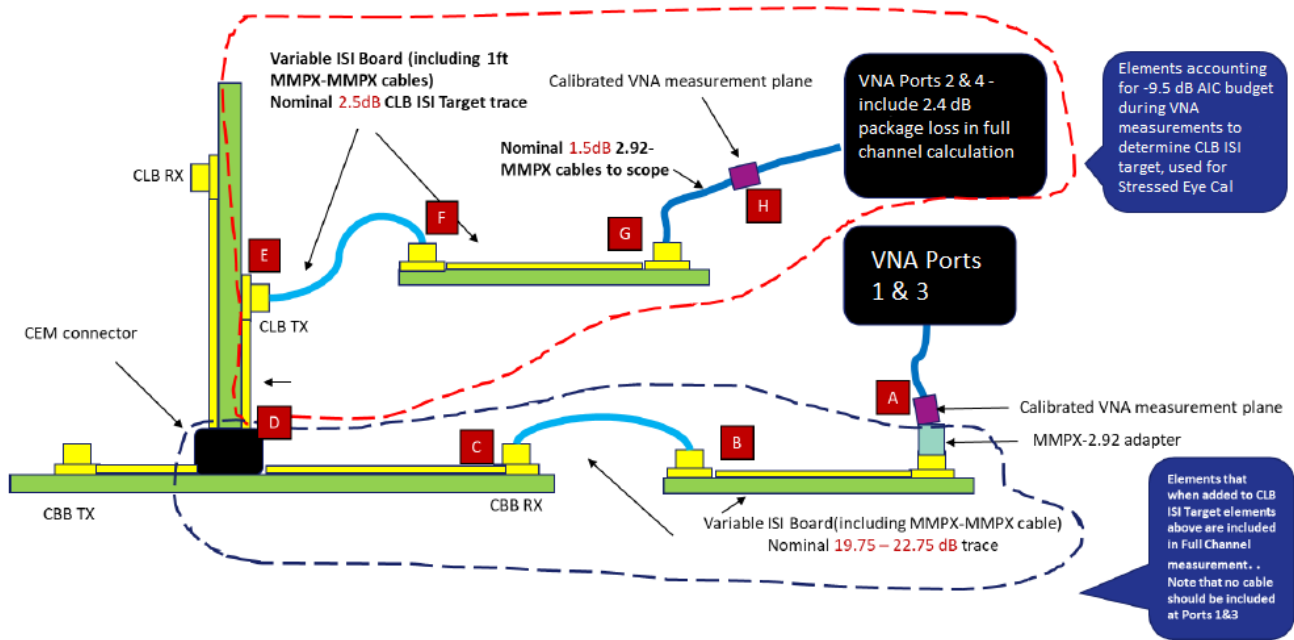 Variable ISI Board (including 1ft
MMPX-MMPX cables)
Nominal 2.5dB CLB ISI Target trace
Calibrated VNA measurement plane
VNA Ports 2 & 4 -
include 2.4 dB
package loss in full
channel calculation
Elements accounting
for -9.5 dB AIC budget
during VNA
measurements to
determine CLB ISI
target, used for
Stressed Eye Cal
Nominal 1.5dB 2.92-
MMPX cables to scope
CLB RX
F
G
H
E
CLB TX
VNA Ports
1 & 3
CEM connector
A
Calibrated VNA measurement plane
D
C
B
MMPX-2.92 adapter
CBB TX
CBB RX
Variable ISI Board(including MMPX-MMPX cable)
Nominal 19.75 – 22.75 dB trace
Elements that
when added to CLB
ISI Target elements
above are included
in Full Channel
measurement. .
Note that no cable
should be included
at Ports 1&3